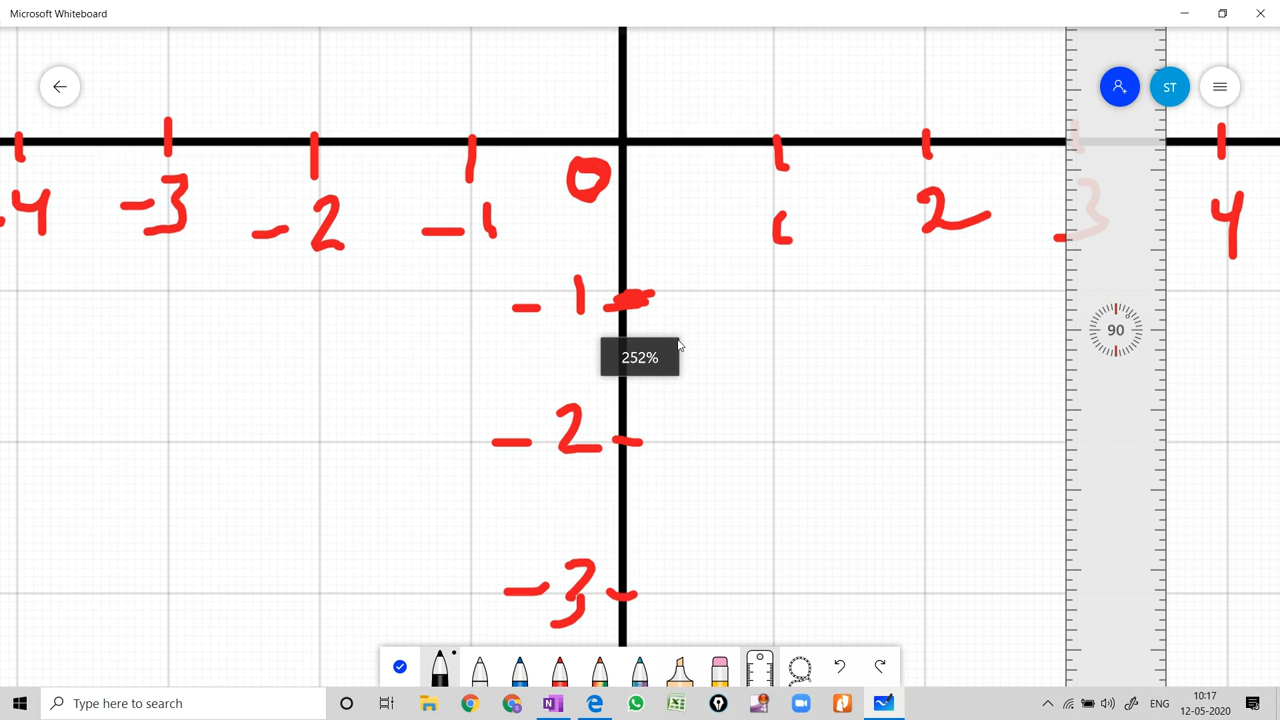 Microsoft Whiteboard
ST
0
-4 -3 -2 -1 1 2 3 4
-1
252%
90
-2
-3
Type here to search
ENG
10:17
12-05-2020